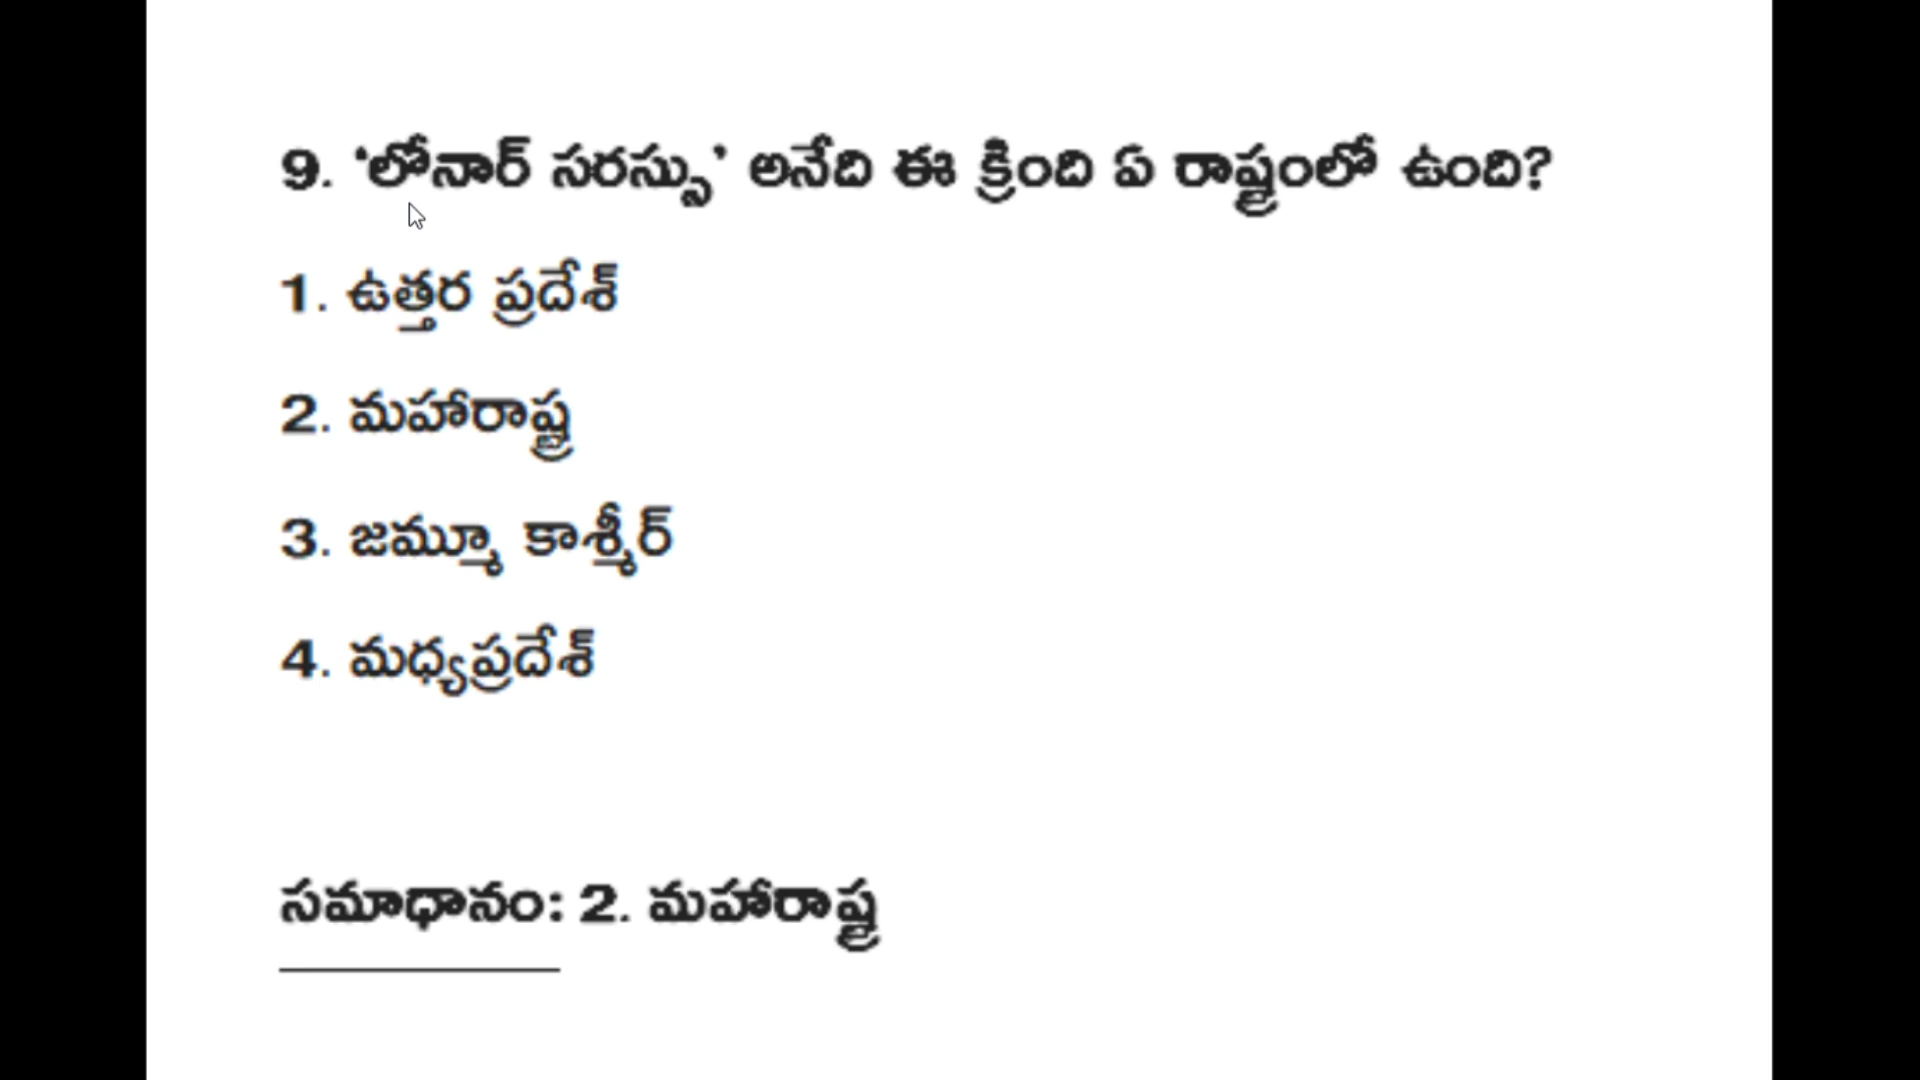 9. ‘లోనార్ సరస్సు’ అనేది ఈ క్రింది ఏ రాష్ట్రంలో ఉంది?
1. ఉత్తర ప్రదేశ్
2. మహారాష్ట్ర
3. జమ్మూ కాశ్మీర్
4. మధ్యప్రదేశ్
సమాధానం: 2. మహారాష్ట్ర